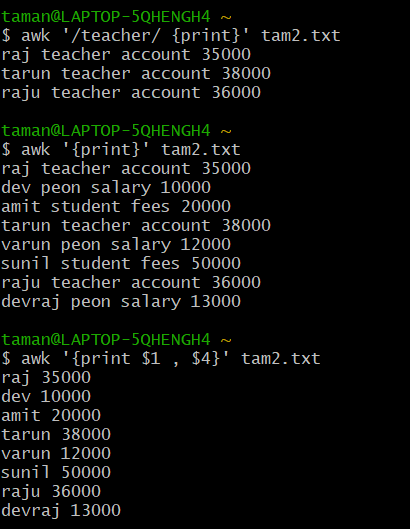 taman@LAPTOP-5QHENGH4 ~
$ awk '/teacher/ {print}' tam2.txt
raj teacher account 35000
tarun teacher account 38000
raju teacher account 36000
taman@LAPTOP-5QHENGH4 ~
$ awk '{print}' tam2.txt
raj teacher account 35000
dev peon salary 10000
amit student fees 20000
tarun teacher account 38000
varun peon salary 12000
sunil student fees 50000
raju teacher account 36000
devraj peon salary 13000
taman@LAPTOP-5QHENGH4 ~
$ awk '{print $1 , $4}' tam2.txt
raj 35000
dev 10000
amit 20000
tarun 38000
varun 12000
sunil 50000
raju 36000
devraj 13000